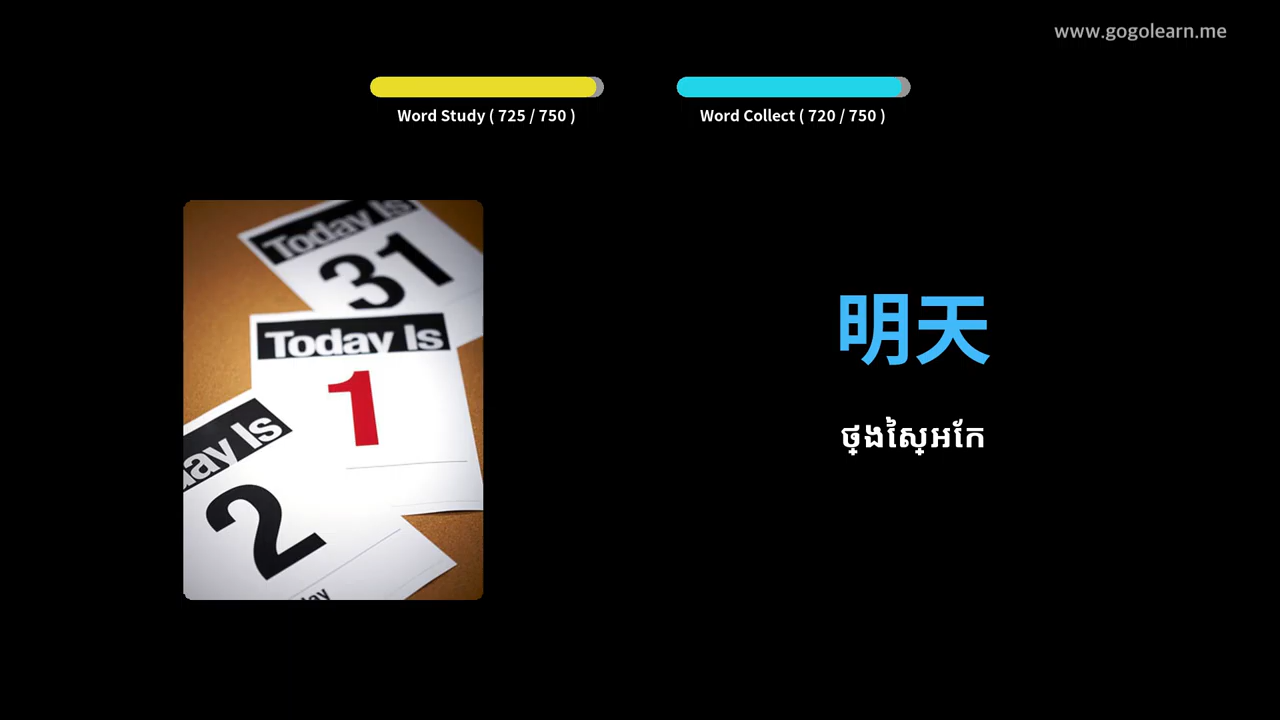 www.gogolearn.me
Word Study ( 725 / 750 )
Word Collect ( 720 / 750 )
Today Is
31
Today Is
1
ay Is
2
day
明天
ថ្ងៃស្អែក